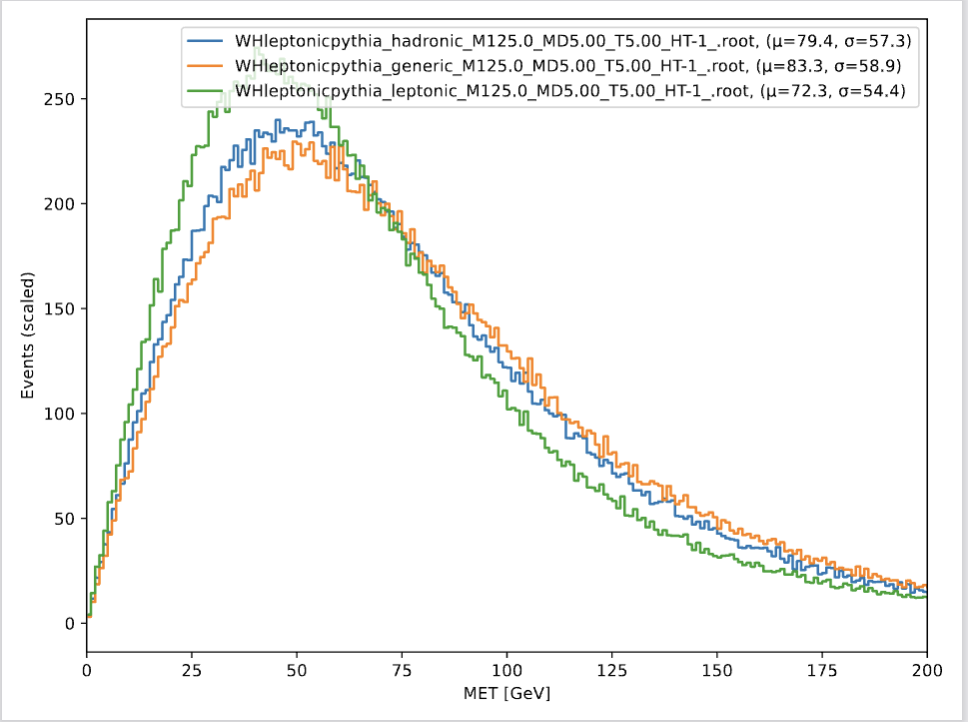 WHleptonicpythia_hadronic_M125.0_MD5.00_T5.00_HT-1_.root, (μ=79.4, σ=57.3)
WHleptonicpythia_generic_M125.0_MD5.00_T5.00_HT-1_.root, (μ=83.3, σ=58.9)
WHleptonicpythia_leptonic_M125.0_MD5.00_T5.00_HT-1_.root, (μ=72.3, σ=54.4)
250
200
150
100
50
0
Events (scaled)
0 25 50 75 100 125 150 175 200
MET [GeV]